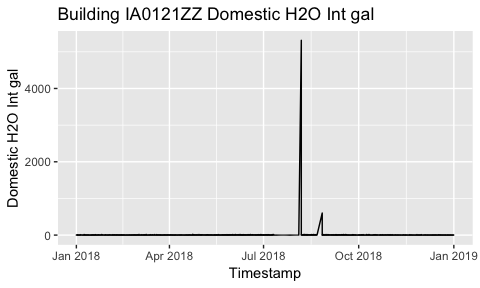 Building IA0121ZZ Domestic H2O Int gal
Domestic H2O Int gal
4000
2000
0
Jan 2018
Apr 2018
Jul 2018
Oct 2018
Jan 2019
Timestamp